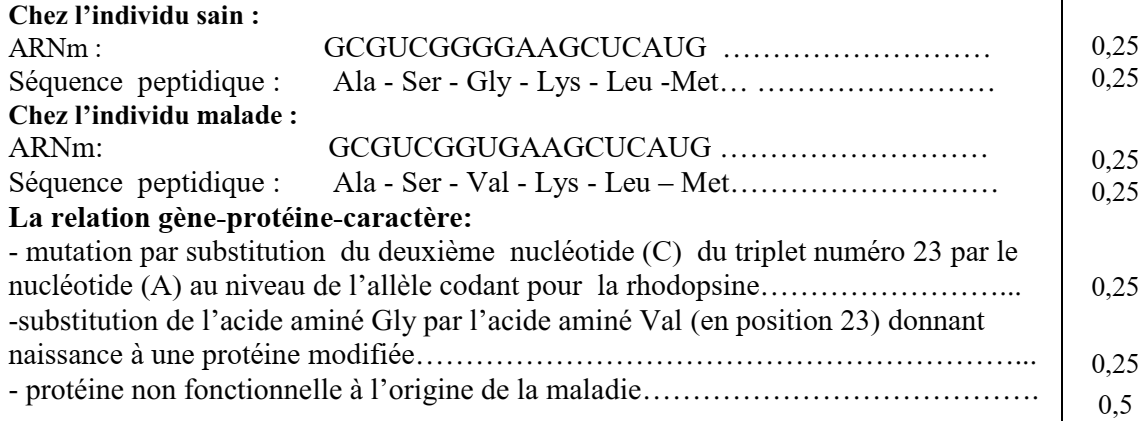 Chez l’individu sain :
ARNm : GCGUCGGGGAAGCUCAUG ………………………… 0,25
Séquence peptidique : Ala - Ser - Gly - Lys - Leu -Met… …………………… 0,25
Chez l’individu malade :
ARNm: GCGUCGGUGAAGCUCAUG ……………………… 0,25
Séquence peptidique : Ala - Ser - Val - Lys - Leu – Met……………………… 0,25
La relation gène-protéine-caractère:
- mutation par substitution du deuxième nucléotide (C) du triplet numéro 23 par le
nucléotide (A) au niveau de l’allèle codant pour la rhodopsine……………………... 0,25
-substitution de l’acide aminé Gly par l’acide aminé Val (en position 23) donnant
naissance à une protéine modifiée……………………………………………………... 0,25
- protéine non fonctionnelle à l’origine de la maladie…………………………………. 0,5